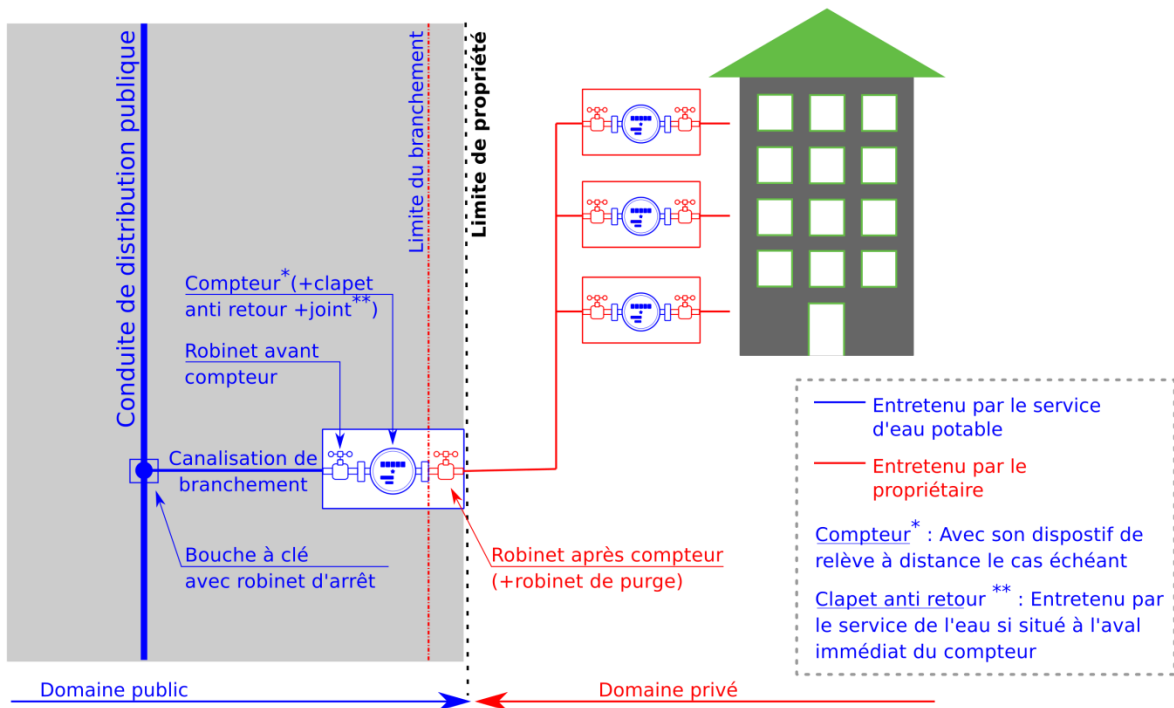 Conduite de distribution publique
Limite du branchement
Limite de propriété
Compteur*(+clapet
anti retour +joint**)
Robinet avant
compteur
Canalisation de
branchement
Bouche à clé
avec robinet d'arrêt
Robinet après compteur
(+robinet de purge)
Entretenu par le service
d'eau potable
Entretenu par le
propriétaire
Compteur* : Avec son dispostif de
relève à distance le cas échéant
Clapet anti retour ** : Entretenu par
le service de l'eau si situé à l'aval
immédiat du compteur
Domaine public
Domaine privé